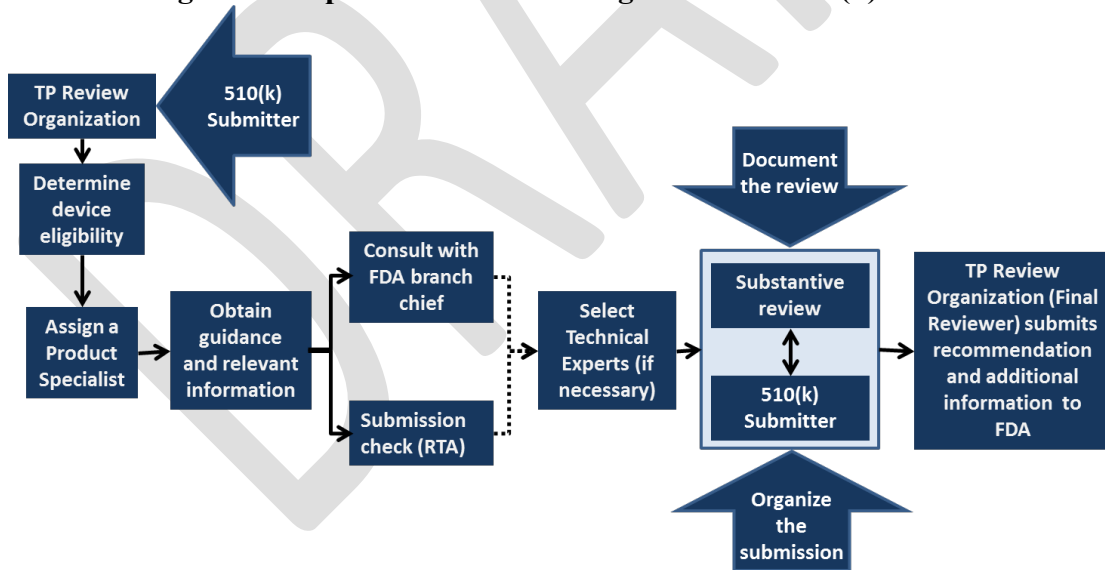 TP Review
Organization
510(k)
Submitter
Determine
device
eligibility
Assign a
Product
Specialist
Obtain
guidance
and relevant
information
Consult with
FDA branch
chief
Submission
check (RTA)
Select
Technical
Experts (if
necessary)
Document
the review
Substantive
review
510(k)
Submitter
Organize
the
submission
TP Review
Organization (Final
Reviewer) submits
recommendation
and additional
information to
FDA